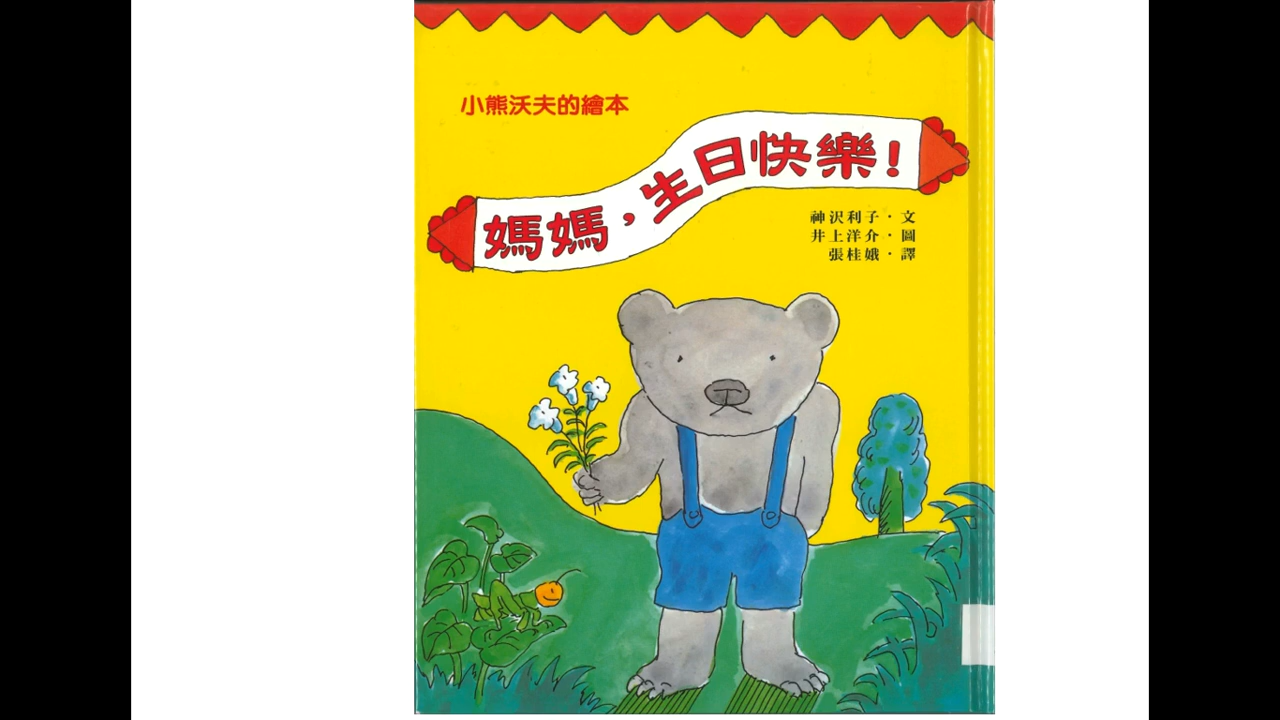 小熊沃夫的繪本
媽媽，生日快樂！
神沢利子・文
井上洋介・圖
張桂娥・譯